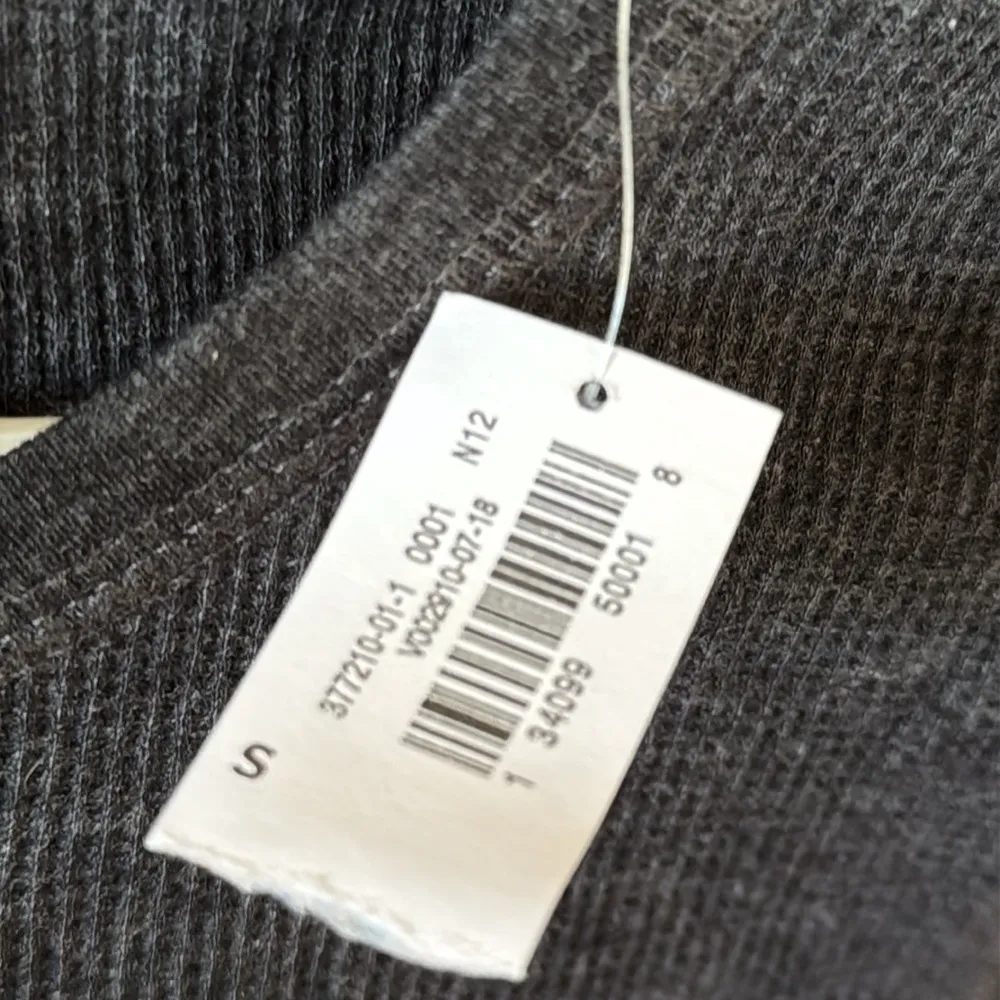 N12
377210-01-1 0001
V002910-07-18
1 34099 50001 8
S